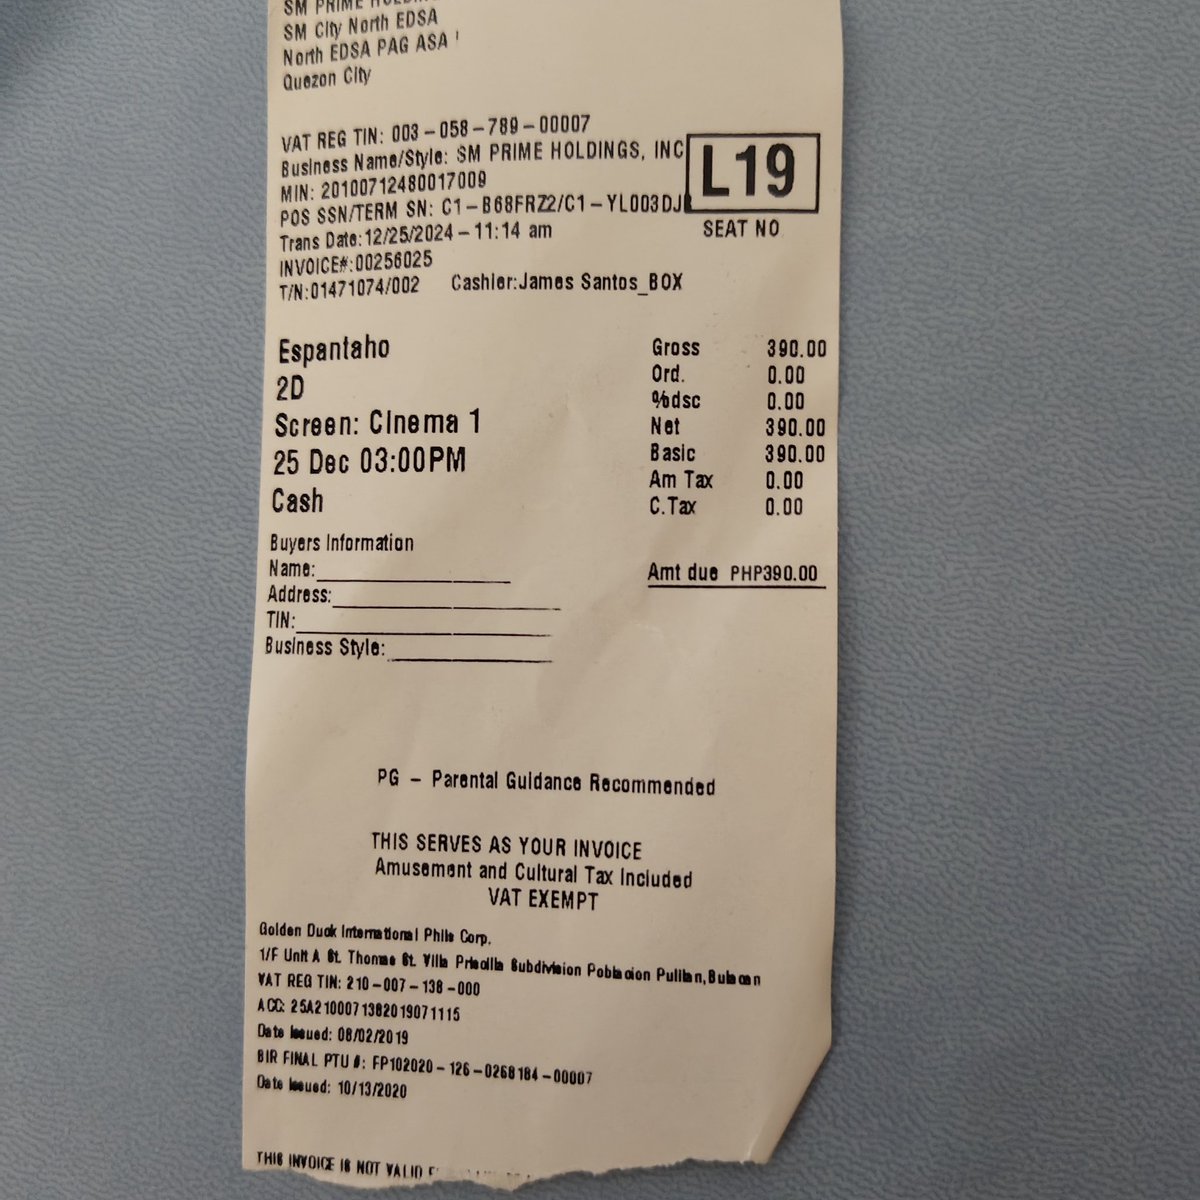 SM PRIME
SM City North EDSA
North EDSA PAG ASA
Quezon City
VAT REG TIN: 003-058-789-00007
Business Name/Style: SM PRIME HOLDINGS, INC
MIN: 20100712480017009
POS SSN/TERM SN: C1-B68FRZ2/C1-YL003DJ
Trans Date:12/25/2024-11:14 am
INVOICE#:00256025
T/N:01471074/002 Cashier:James Santos_BOX
L19
SEAT NO
Espantaho
2D
Screen: Cinema 1
25 Dec 03:00PM
Cash
Gross 390.00
Ord. 0.00
%dsc 0.00
Net 390.00
Basic 390.00
Am Tax 0.00
C.Tax 0.00
Amt due PHP390.00
Buyers Information
Name:
Address:
TIN:
Business Style:
PG - Parental Guidance Recommended
THIS SERVES AS YOUR INVOICE
Amusement and Cultural Tax Included
VAT EXEMPT
Golden Duck International Phils Corp.
1/F Unit A St. Thomas St. Villa Priscilla Subdivision Poblacion Pulilan,Bulacan
VAT REG TIN: 210-007-138-000
ACC: 25A2100071382019071115
Date Issued: 08/02/2019
BIR FINAL PTU #: FP102020-126-0268184-00007
Date Issued: 10/13/2020
THIS INVOICE IS NOT VALID